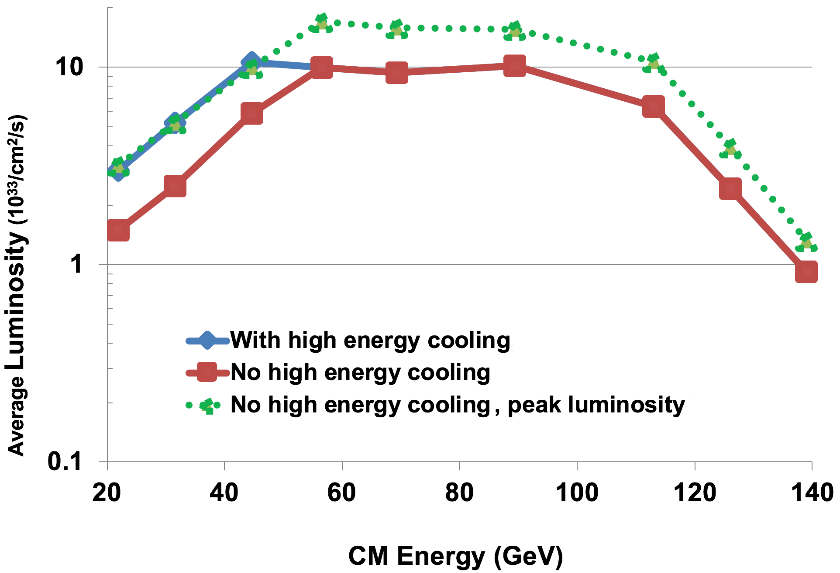 10
1
0.1
Average Luminosity (10³³/cm²/s)
With high energy cooling
No high energy cooling
No high energy cooling, peak luminosity
20 40 60 80 100 120 140
CM Energy (GeV)